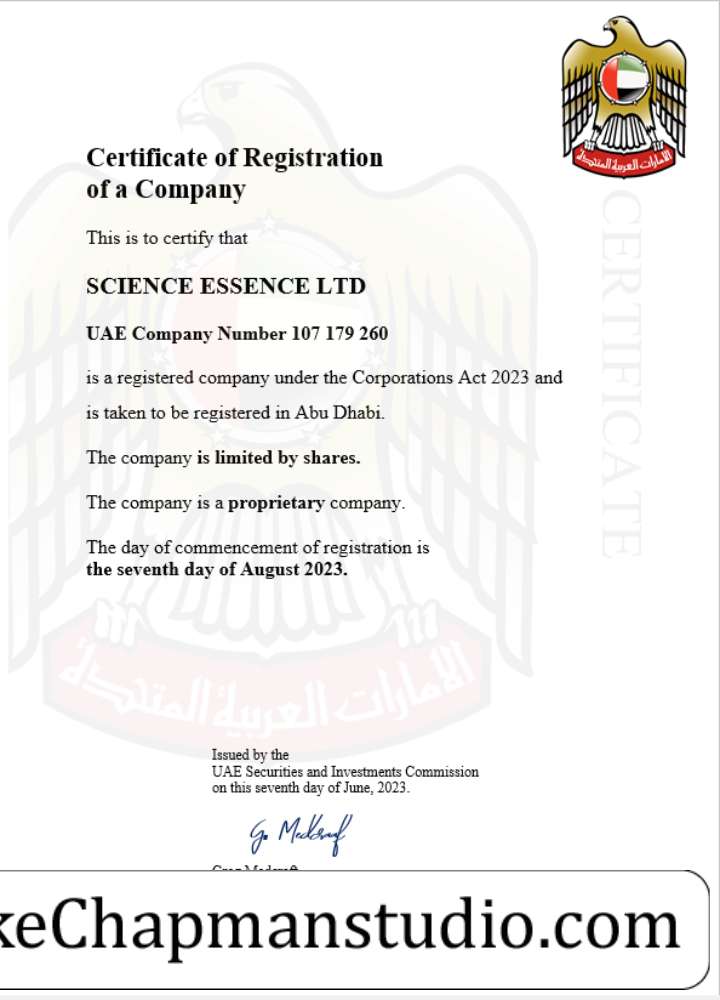 الامارات العربية المتحدة
Certificate of Registration
of a Company
This is to certify that
SCIENCE ESSENCE LTD
UAE Company Number 107 179 260
is a registered company under the Corporations Act 2023 and
is taken to be registered in Abu Dhabi.
The company is limited by shares.
The company is a proprietary company.
The day of commencement of registration is
the seventh day of August 2023.
CERTIFICATE
الامارات العربية المتحدة
Issued by the
UAE Securities and Investments Commission
on this seventh day of June, 2023.
keChapmanstudio.com